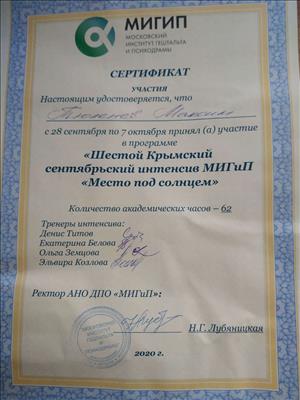 МИГИП
МОСКОВСКИЙ
ИНСТИТУТ ГЕШТАЛЬТА
И ПСИХОДРАМЫ
СЕРТИФИКАТ
УЧАСТИЯ
Настоящим удостоверяется, что
Максим
с 28 сентября по 7 октября принял (а) участие
в программе
«Шестой Крымский
сентябрьский интенсив МИГиП
«Место под солнцем»
Количество академических часов – 62
Тренеры интенсива:
Денис Титов
Екатерина Белова
Ольга Земцова
Эльвира Козлова
Ректор АНО ДПО «МИГиП»:
Н.Г. Лубяницкая
2020 г.